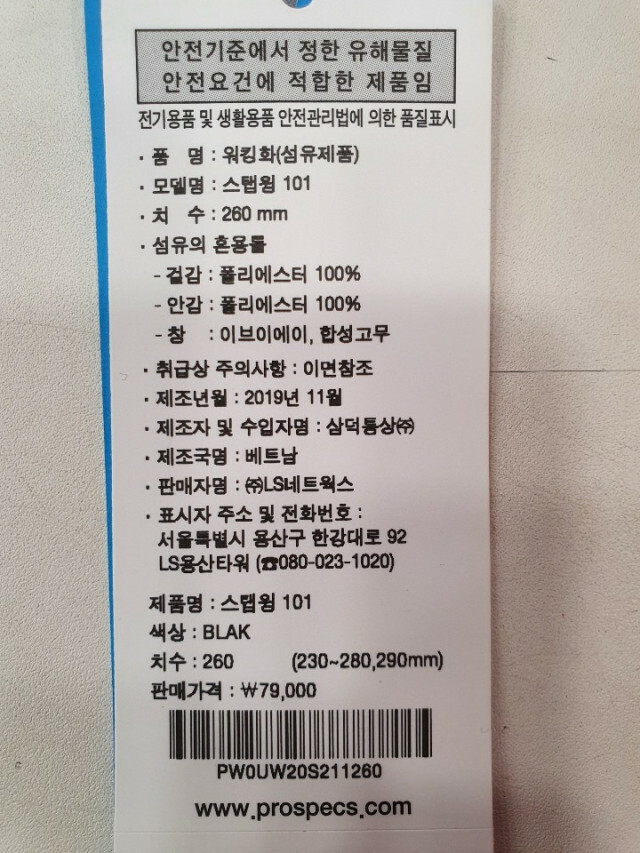 안전기준에서 정한 유해물질
안전요건에 적합한 제품임
전기용품 및 생활용품 안전관리법에 의한 품질표시
· 품 명 : 워킹화(섬유제품)
· 모델명 : 스탭윙 101
· 치 수 : 260 mm
· 섬유의 혼용률
- 겉감 : 폴리에스터 100%
- 안감 : 폴리에스터 100%
- 창 : 이브이에이, 합성고무
· 취급상 주의사항 : 이면참조
· 제조년월 : 2019년 11월
· 제조자 및 수입자명 : 삼덕통상㈜
· 제조국명 : 베트남
· 판매자명 : ㈜LS네트웍스
· 표시자 주소 및 전화번호 :
서울특별시 용산구 한강대로 92
LS용산타워 (☎080-023-1020)
제품명 : 스탭윙 101
색상 : BLAK
치수 : 260 (230~280,290mm)
판매가격 : ₩79,000
PW0UW20S211260
www.prospecs.com